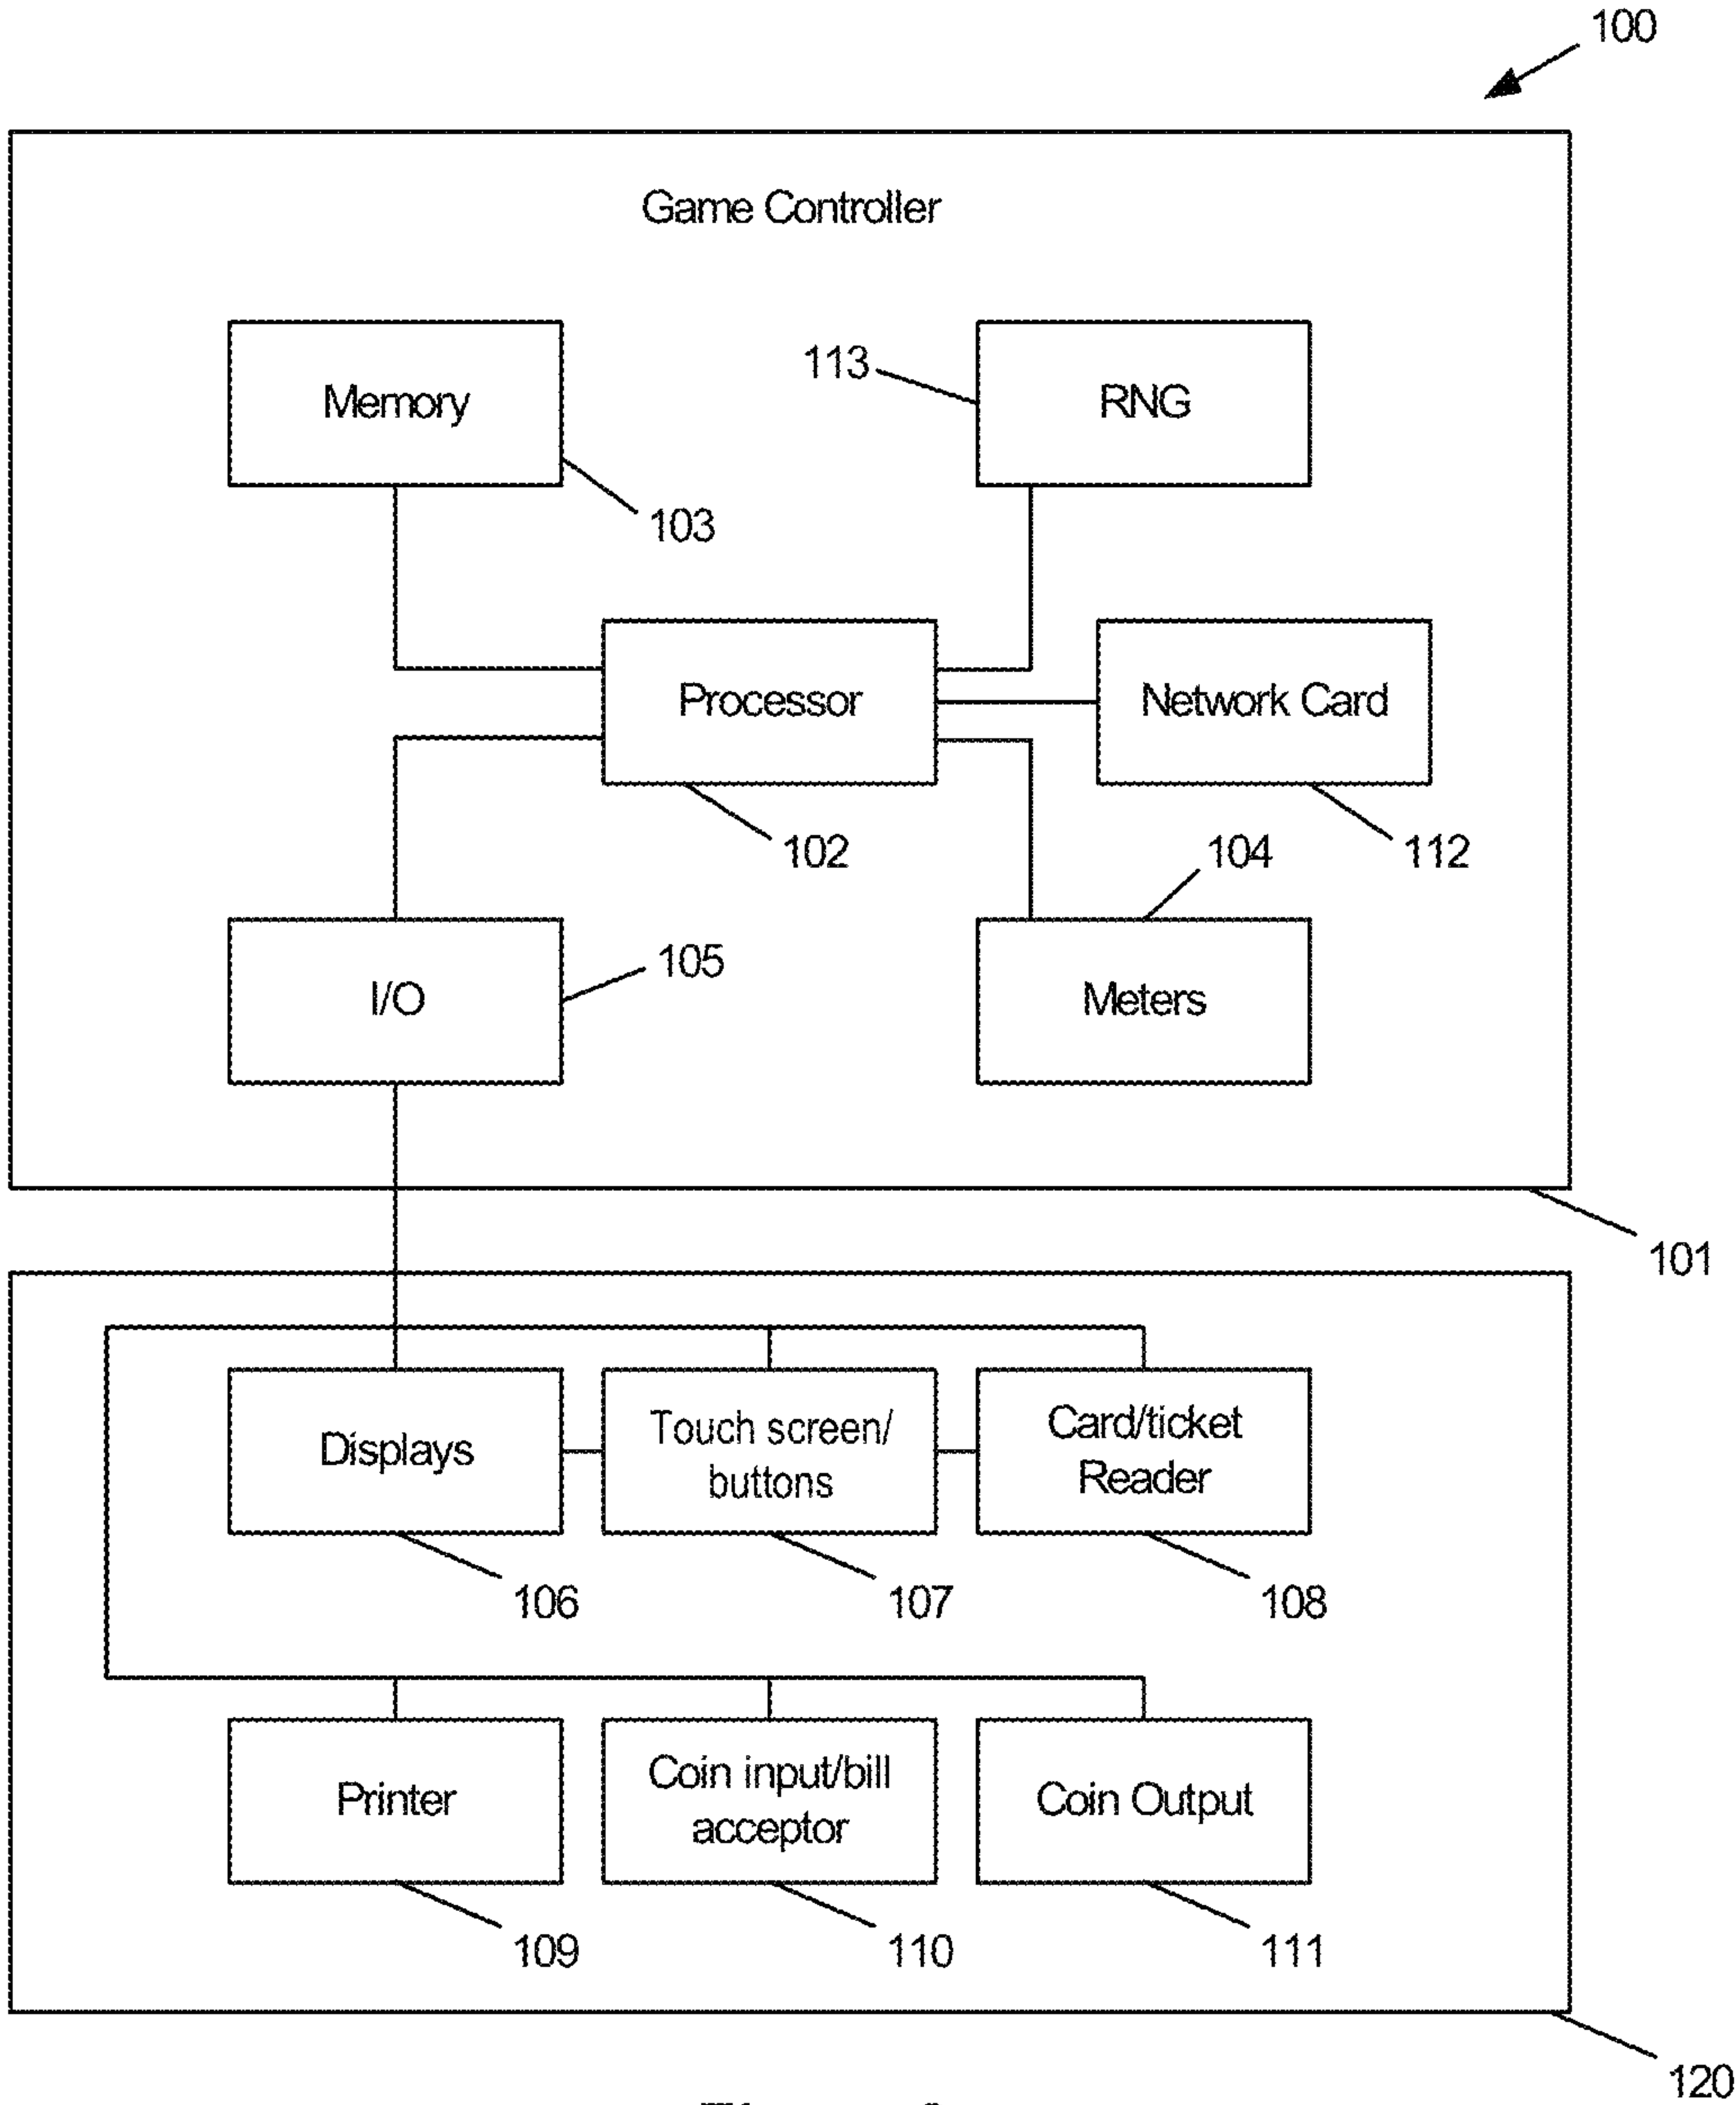 100
Game Controller
Memory
113
RNG
103
Processor
Network Card
102
104
112
I/O
105
Meters
101
Displays
Touch screen/
buttons
Card/ticket
Reader
106
107
108
Printer
Coin input/bill
acceptor
Coin Output
109
110
111
120